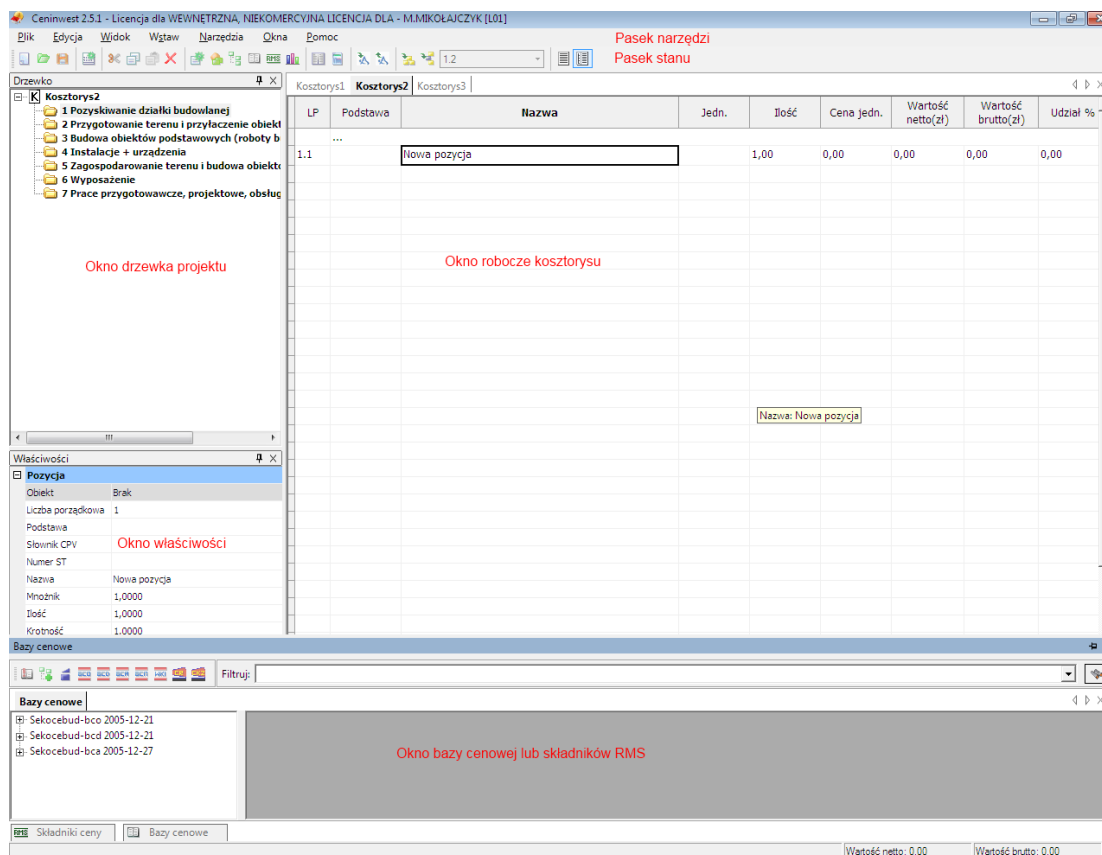 Ceninwest 2.5.1 - Licencja dla WEWNĘTRZNA, NIEKOMERCYJNA LICENCJA DLA - M.MIKOŁAJCZYK [L01]
Plik Edycja Widok Wstaw Narzędzia Okna Pomoc
Pasek narzędzi
1.2
Pasek stanu
Drzewko
Kosztorys2
1 Pozyskiwanie działki budowlanej
2 Przygotowanie terenu i przyłaczenie obiekt
3 Budowa obiektów podstawowych (roboty b
4 Instalacje + urządzenia
5 Zagospodarowanie terenu i budowa obiekto
6 Wyposażenie
7 Prace przygotowawcze, projektowe, obsług
Okno drzewka projektu
Kosztorys1 Kosztorys2 Kosztorys3
LP Podstawa Nazwa Jedn. Ilość Cena jedn. Wartość netto(zł) Wartość brutto(zł) Udział %
...
1.1 Nowa pozycja 1,00 0,00 0,00 0,00 0,00
Okno robocze kosztorysu
Nazwa: Nowa pozycja
Właściwości
Pozycja
Obiekt Brak
Liczba porządkowa 1
Podstawa
Słownik CPV
Okno właściwości
Numer ST
Nazwa Nowa pozycja
Mnożnik 1,0000
Ilość 1,0000
Krotność 1,0000
Bazy cenowe
Filtruj:
Bazy cenowe
Sekocebud-bco 2005-12-21
Sekocebud-bcd 2005-12-21
Sekocebud-bca 2005-12-27
Okno bazy cenowej lub składników RMS
RMS Składniki ceny Bazy cenowe
Wartość netto: 0.00 Wartość brutto: 0.00